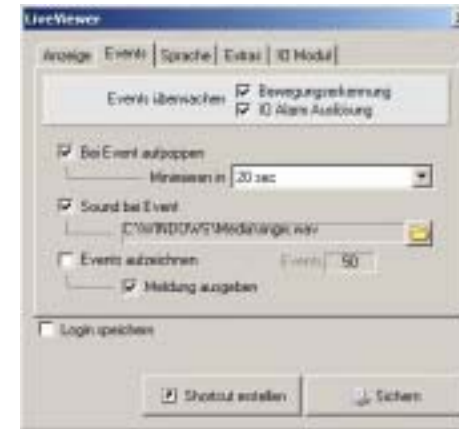 LiveViewer
Anzeige Events Sprache Extras IO Modul
Events überwachen Bewegungserkennung
IO Alarm Auslösung
Bei Event aufpoppen
Minimieren in 20 sec
Sound bei Event
C:\WINDOWS\Media\ringin.wav
Events aufzeichnen Events 50
Meldung ausgeben
Login speichern
Shortcut erstellen Sichern